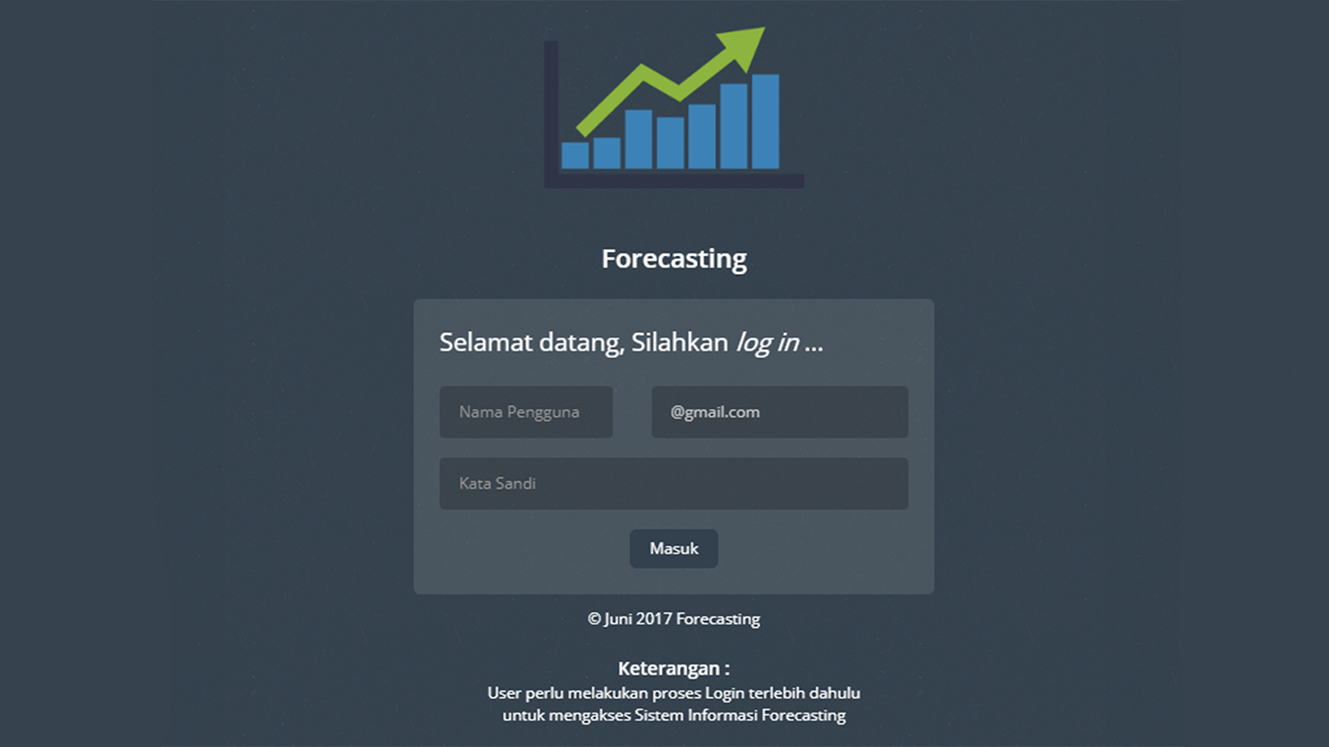 Forecasting
Selamat datang, Silahkan log in ...
Nama Pengguna @gmail.com
Kata Sandi
Masuk
© Juni 2017 Forecasting
Keterangan :
User perlu melakukan proses Login terlebih dahulu
untuk mengakses Sistem Informasi Forecasting